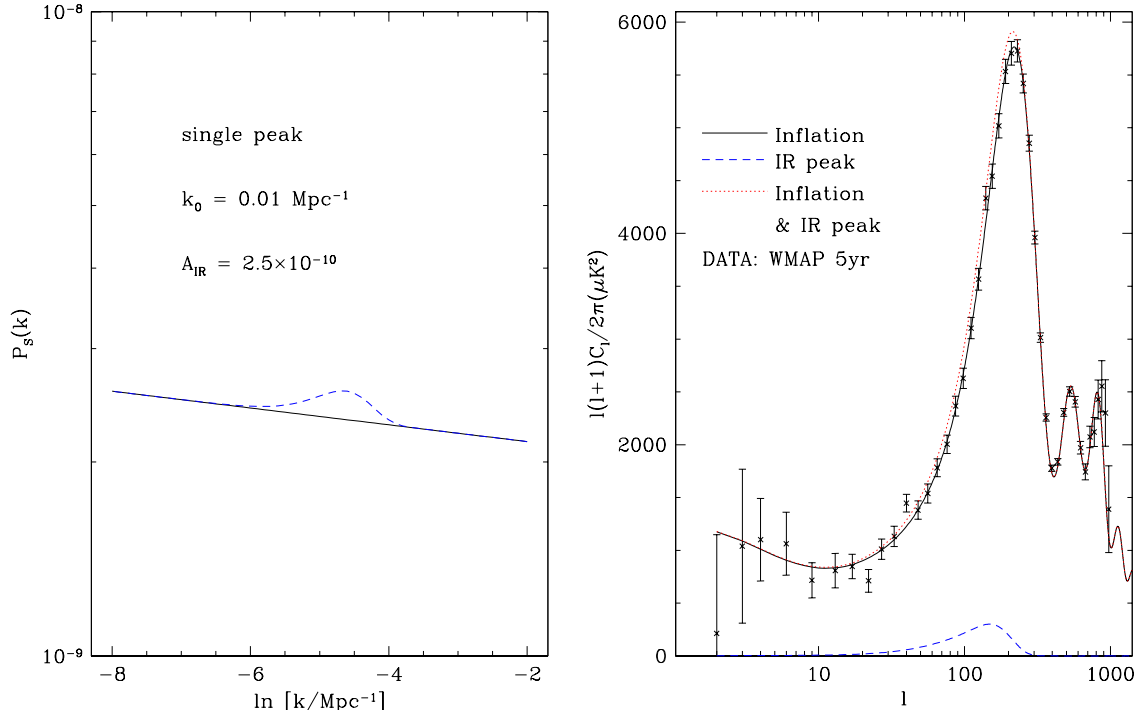 10⁻⁸
single peak
k₀ = 0.01 Mpc⁻¹
A_IR = 2.5×10⁻¹⁰
P_S(k)
10⁻⁹
−8 −6 −4 −2
ln [k/Mpc⁻¹]
6000
4000
2000
0
l(l+1)C_l/2π(μK²)
Inflation
IR peak
Inflation
& IR peak
DATA: WMAP 5yr
10 100 1000
l